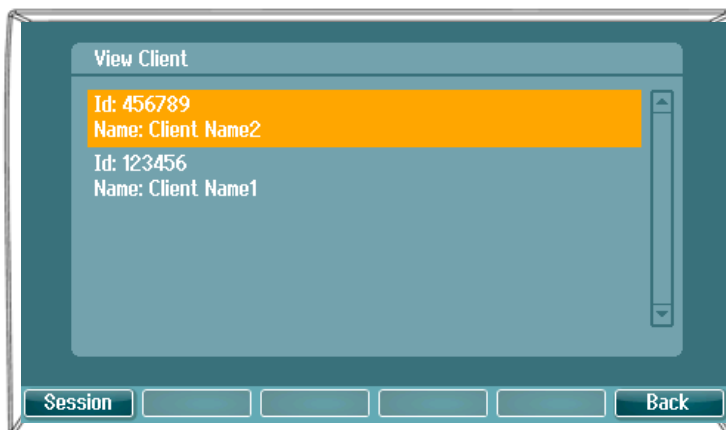 View Client
Id: 456789
Name: Client Name2
Id: 123456
Name: Client Name1
Session
Back